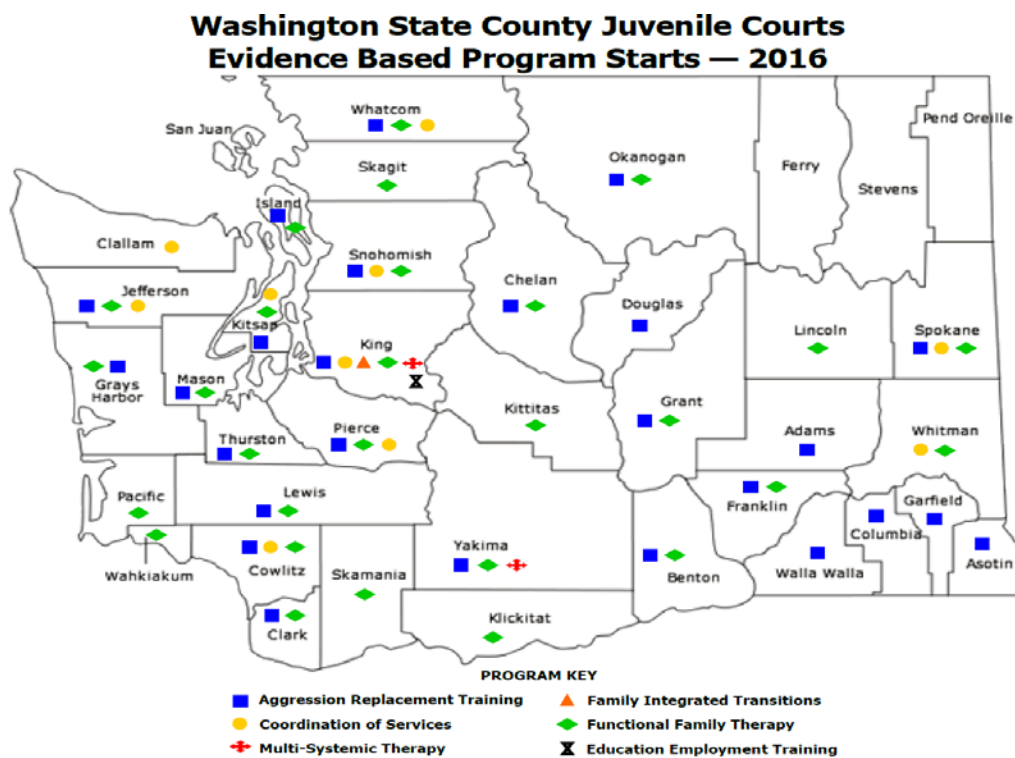 Washington State County Juvenile Courts
Evidence Based Program Starts — 2016
Whatcom
San Juan
Pend Oreille
Skagit
Okanogan
Ferry
Stevens
Island
Clallam
Snohomish
Chelan
Jefferson
Douglas
Kitsap
Lincoln
Spokane
King
Grays
Harbor
Mason
Kittitas
Grant
Thurston
Pierce
Adams
Whitman
Pacific
Lewis
Franklin
Garfield
Columbia
Wahkiakum
Cowlitz
Skamania
Yakima
Benton
Walla Walla
Asotin
Clark
Klickitat
PROGRAM KEY
Aggression Replacement Training
Family Integrated Transitions
Coordination of Services
Functional Family Therapy
Multi-Systemic Therapy
Education Employment Training